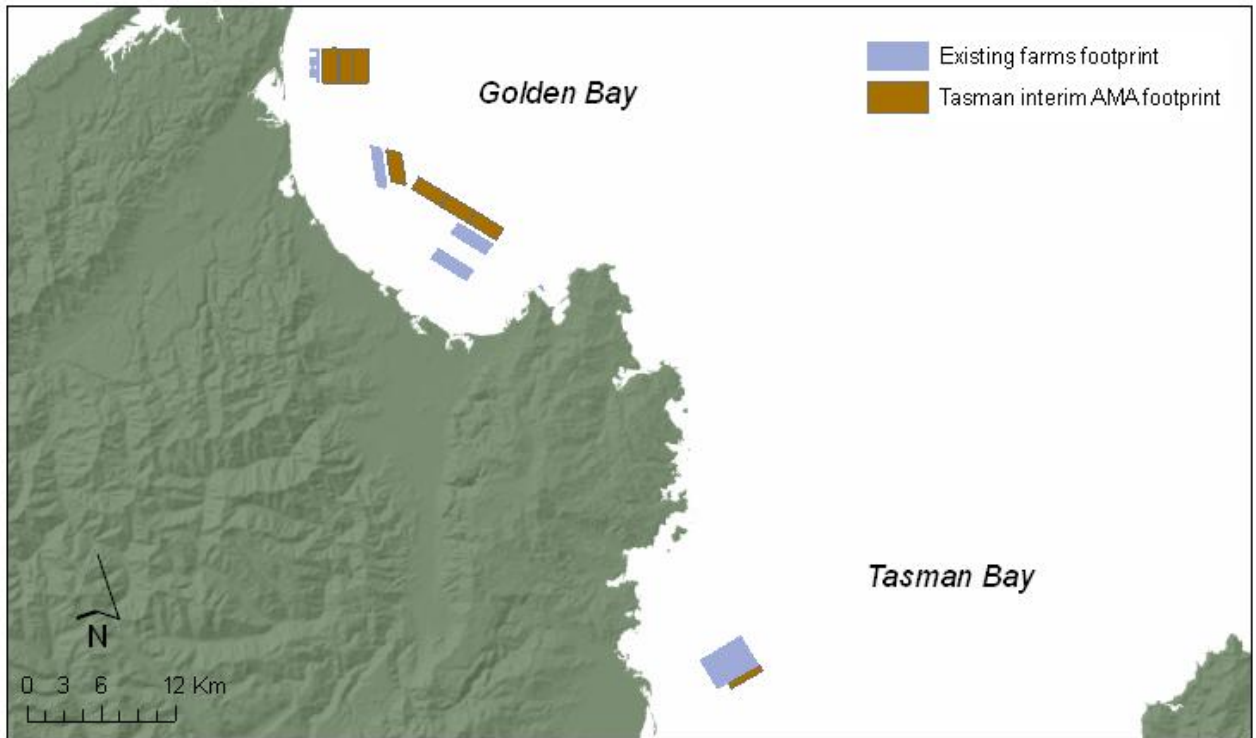 Golden Bay
Existing farms footprint
Tasman interim AMA footprint
Tasman Bay
N
0 3 6 12 Km